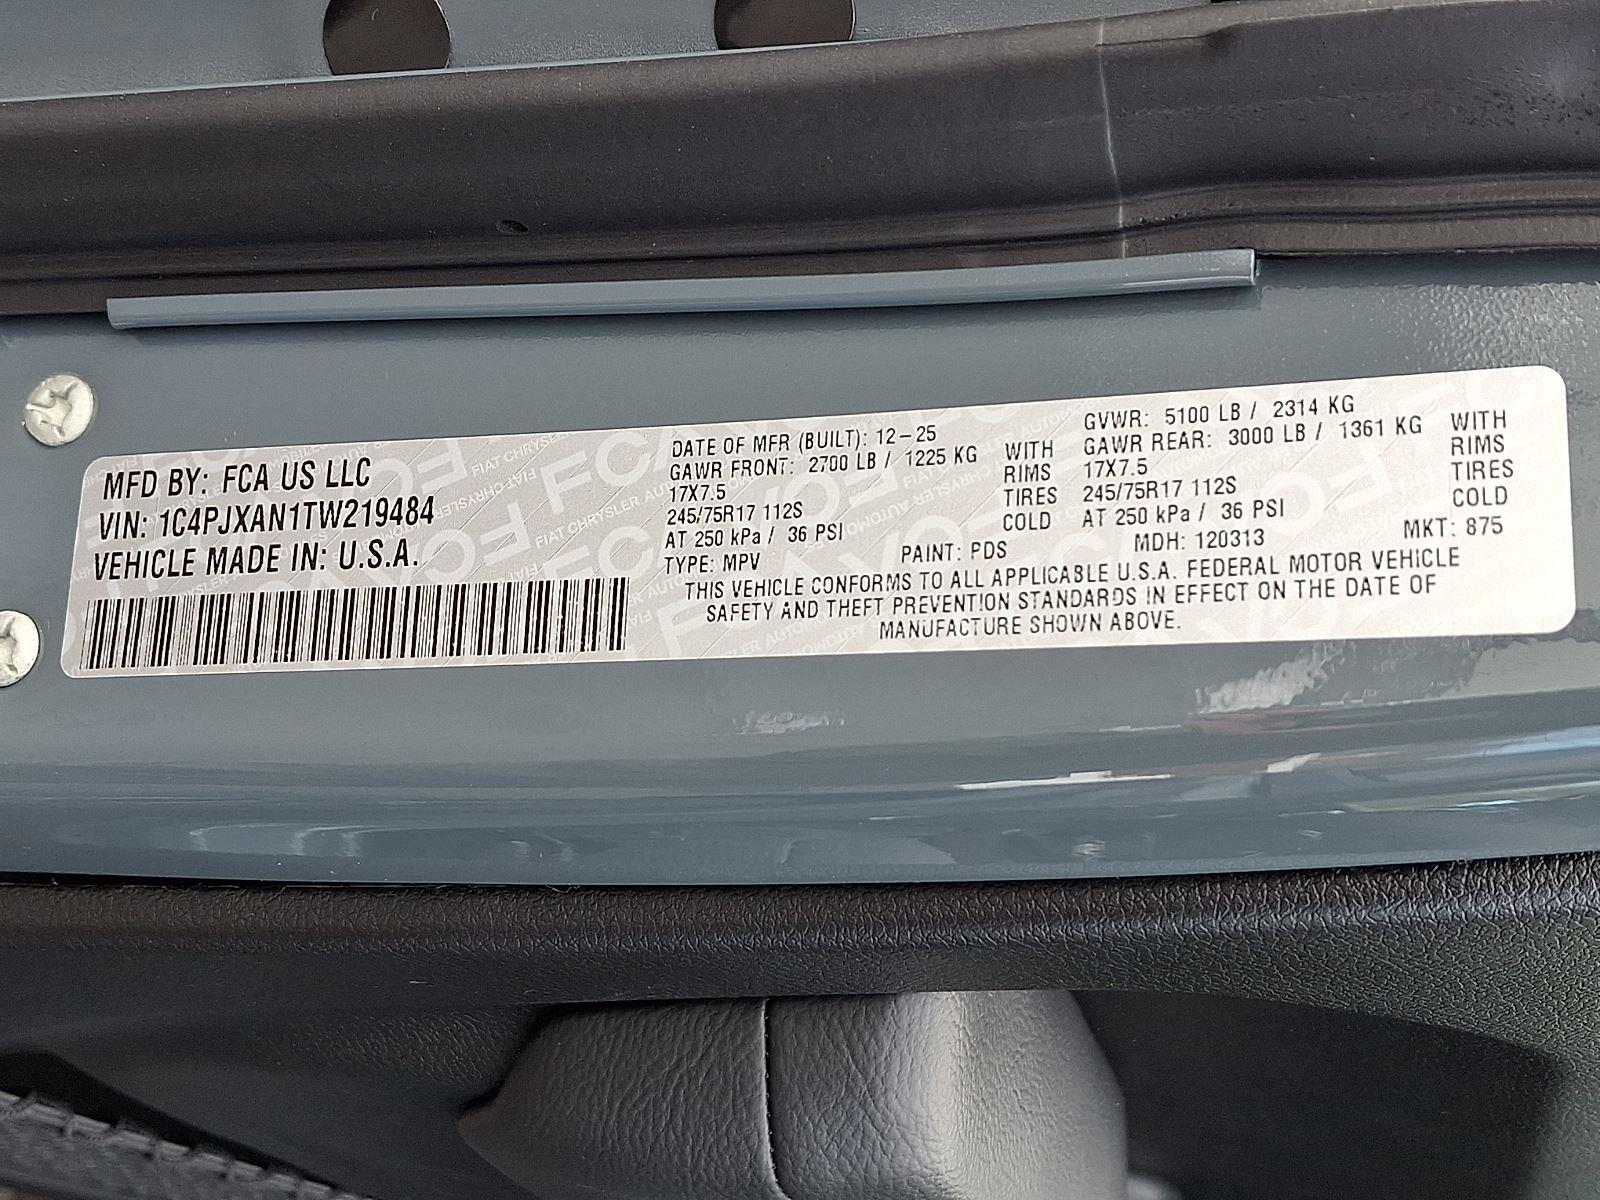 MFD BY: FCA US LLC
VIN: 1C4PJXAN1TW219484
VEHICLE MADE IN: U.S.A.
DATE OF MFR (BUILT): 12-25
GAWR FRONT: 2700 LB / 1225 KG WITH
17X7.5 RIMS
245/75R17 112S TIRES
AT 250 kPa / 36 PSI COLD
GVWR: 5100 LB / 2314 KG
GAWR REAR: 3000 LB / 1361 KG WITH
17X7.5 RIMS
245/75R17 112S TIRES
AT 250 kPa / 36 PSI COLD
TYPE: MPV PAINT: PDS MDH: 120313 MKT: 875
THIS VEHICLE CONFORMS TO ALL APPLICABLE U.S.A. FEDERAL MOTOR VEHICLE
SAFETY AND THEFT PREVENTION STANDARDS IN EFFECT ON THE DATE OF
MANUFACTURE SHOWN ABOVE.